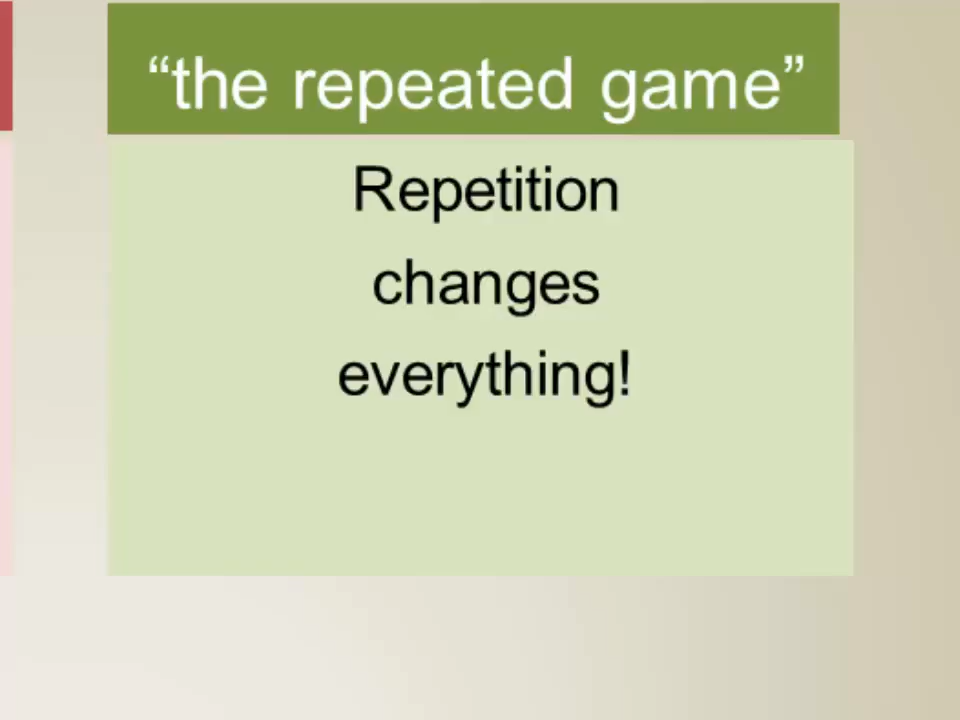 “the repeated game”
Repetition
changes
everything!